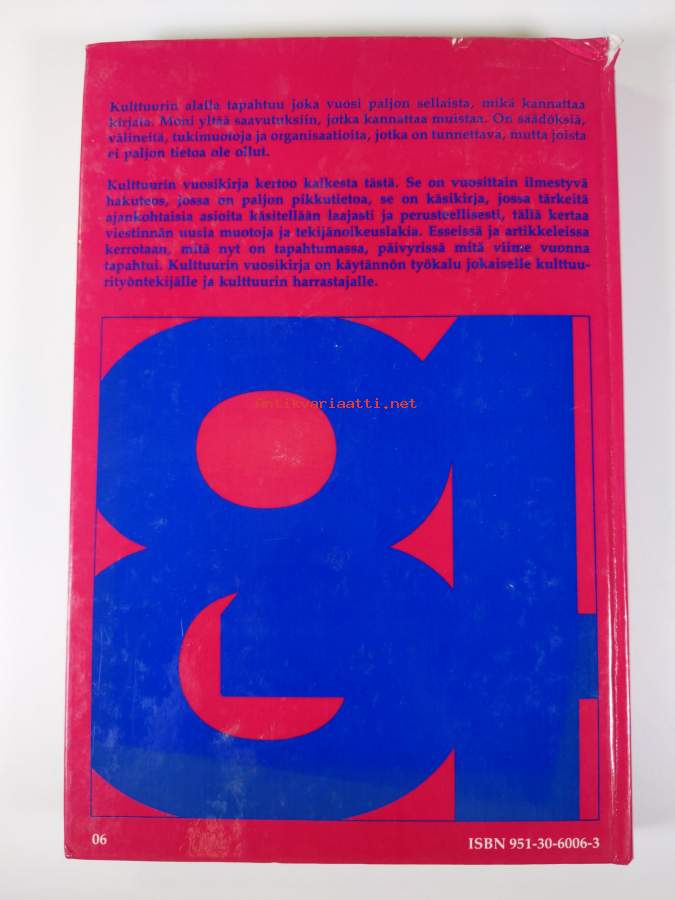 Kulttuurin alalla tapahtuu joka vuosi paljon sellaista, mikä kannattaa
kirjata. Moni yltää saavutuksiin, jotka kannattaa muistaa. On säädöksiä,
välineitä, tukimuotoja ja organisaatioita, jotka on tunnettava, mutta joista
ei paljon tietoa ole ollut.
Kulttuurin vuosikirja kertoo kaikesta tästä. Se on vuosittain ilmestyvä
hakuteos, jossa on paljon pikkutietoa, se on käsikirja, jossa tärkeitä
ajankohtaisia asioita käsitellään laajasti ja perusteellisesti, tällä kertaa
viestinnän uusia muotoja ja tekijänoikeuslakia. Esseissä ja artikkeleissa
kerrotaan, mitä nyt on tapahtumassa, päivyrissä mitä viime vuonna
tapahtui. Kulttuurin vuosikirja on käytännön työkalu jokaiselle kulttuu-
rityöntekijälle ja kulttuurin harrastajalle.
Antikvariaatti.net
84
06
ISBN 951-30-6006-3